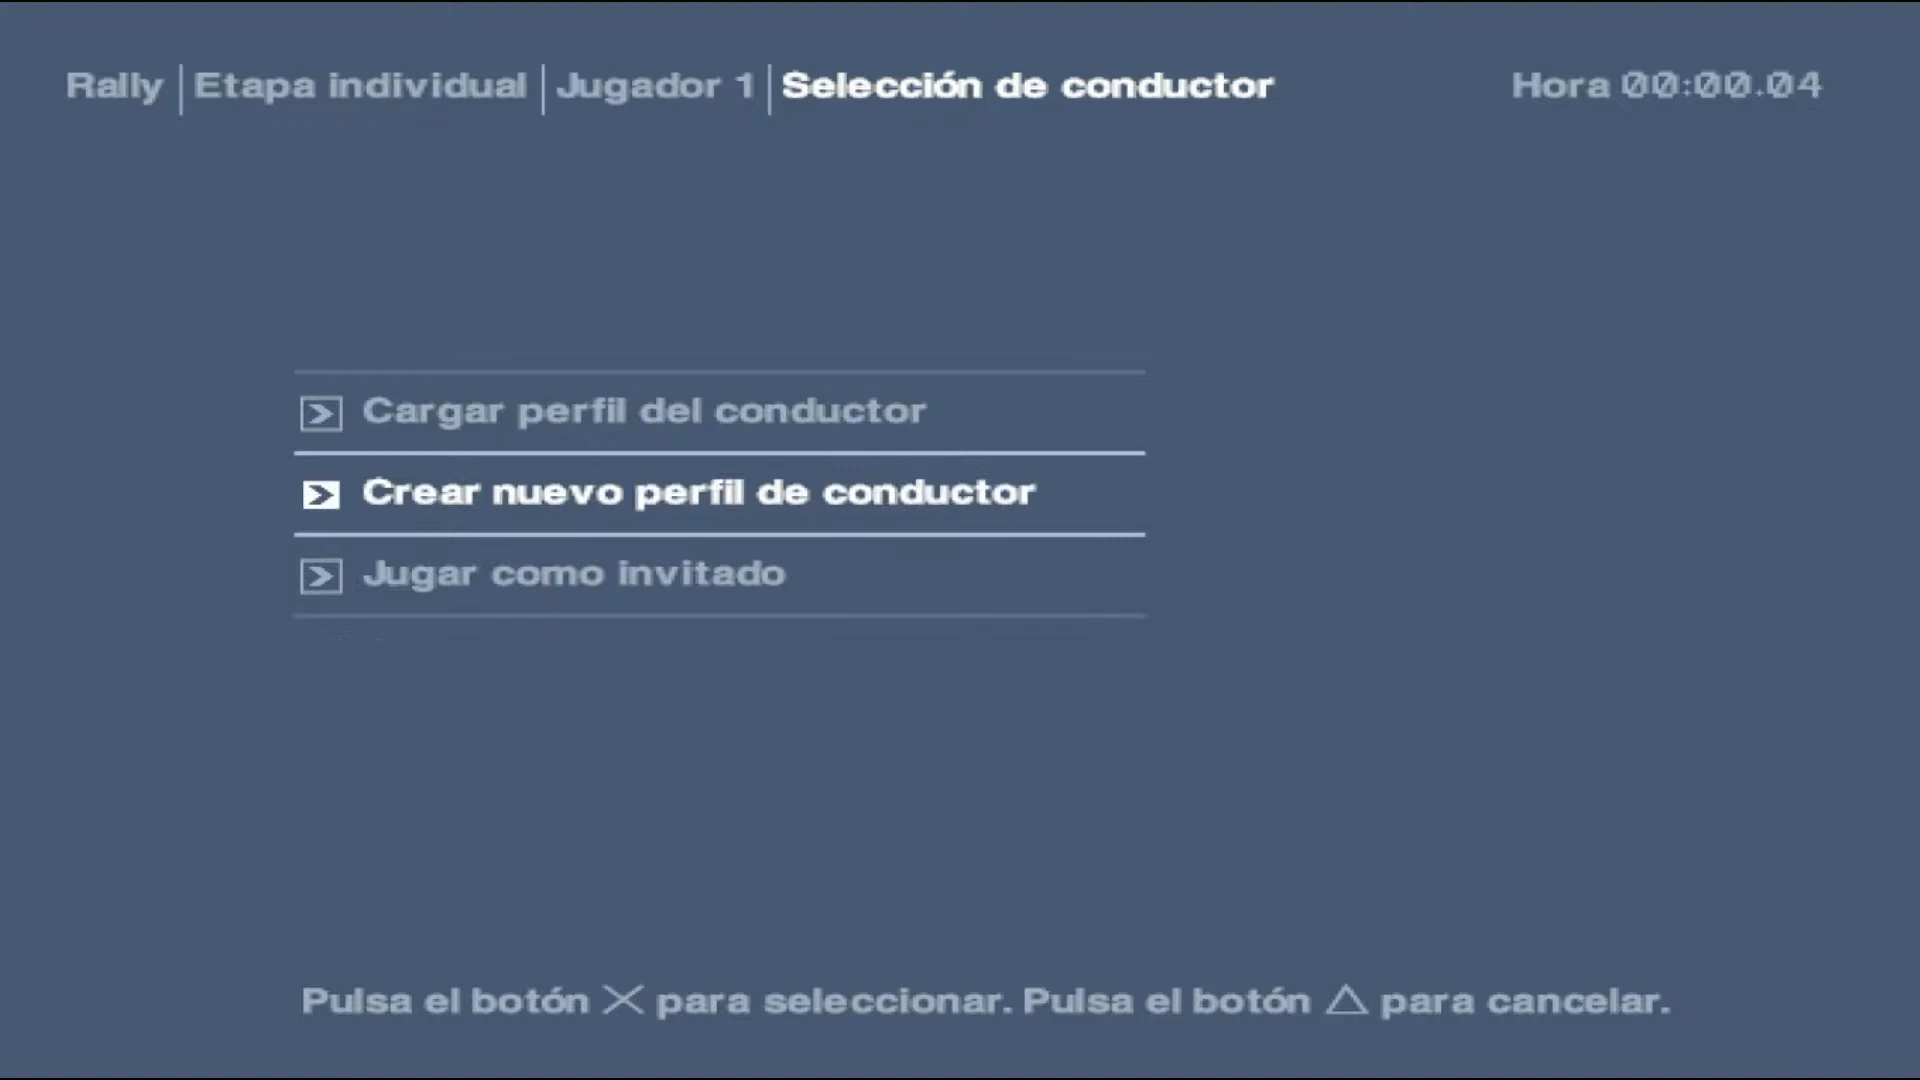 Rally | Etapa individual | Jugador 1 | Selección de conductor Hora 00:00.04
Cargar perfil del conductor
Crear nuevo perfil de conductor
Jugar como invitado
Pulsa el botón ✕ para seleccionar. Pulsa el botón △ para cancelar.